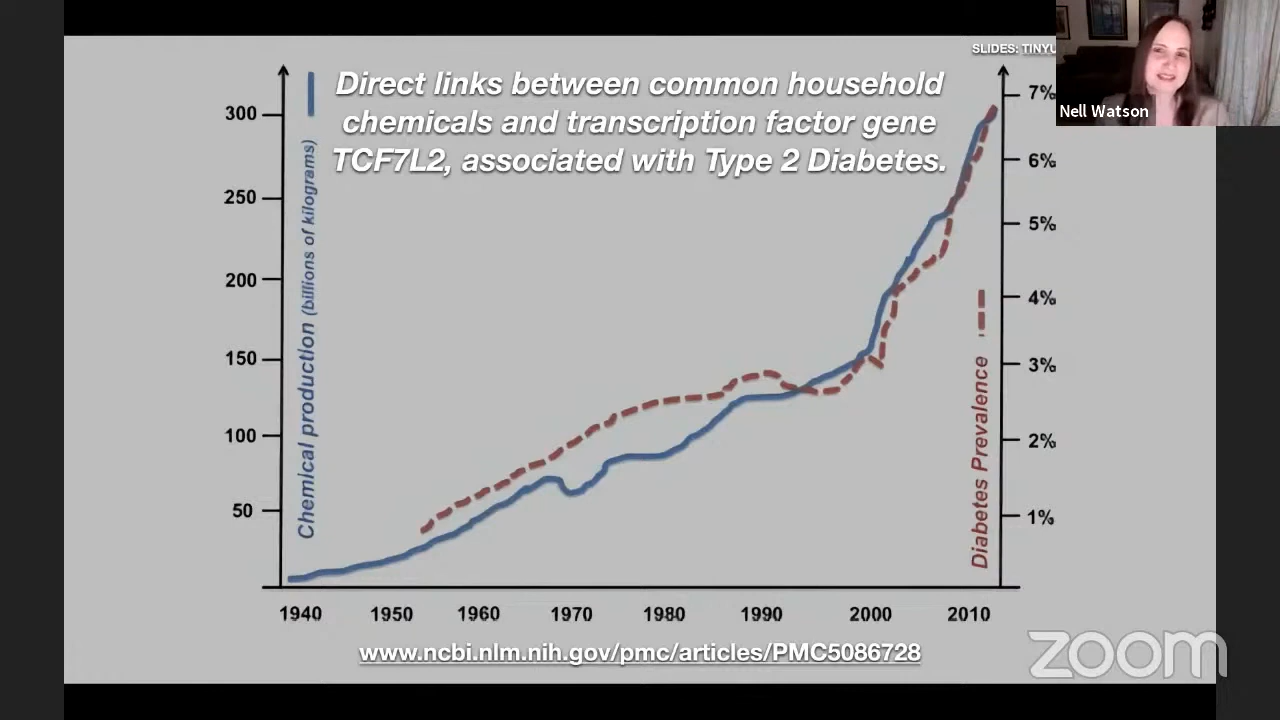 SLIDES: TINYU
Nell Watson
Direct links between common household
chemicals and transcription factor gene
TCF7L2, associated with Type 2 Diabetes.
Chemical production (billions of kilograms)
300
250
200
150
100
50
7%
6%
5%
4%
3%
2%
1%
Diabetes Prevalence
1940 1950 1960 1970 1980 1990 2000 2010
www.ncbi.nlm.nih.gov/pmc/articles/PMC5086728
zoom